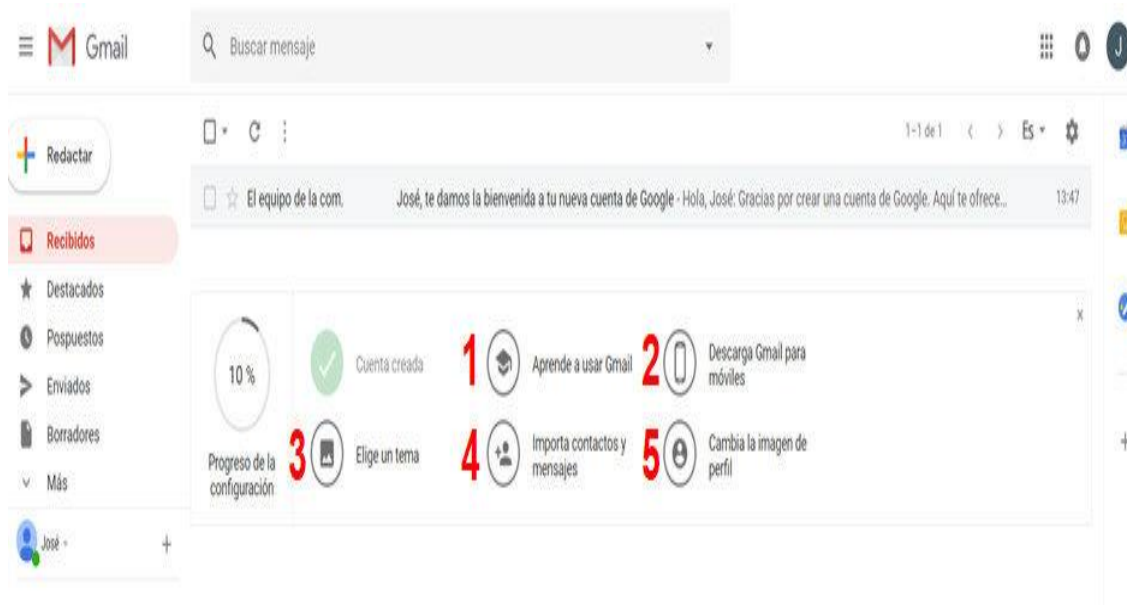 Gmail
Buscar mensaje
J
Redactar
1-1 de 1
Es
El equipo de la com. José, te damos la bienvenida a tu nueva cuenta de Google - Hola, José: Gracias por crear una cuenta de Google. Aquí te ofrece... 13:47
Recibidos
Destacados
Pospuestos
Enviados
Borradores
Más
José
10 %
Progreso de la
configuración
Cuenta creada
1 Aprende a usar Gmail
2 Descarga Gmail para
móviles
3 Elige un tema
4 Importa contactos y
mensajes
5 Cambia la imagen de
perfil